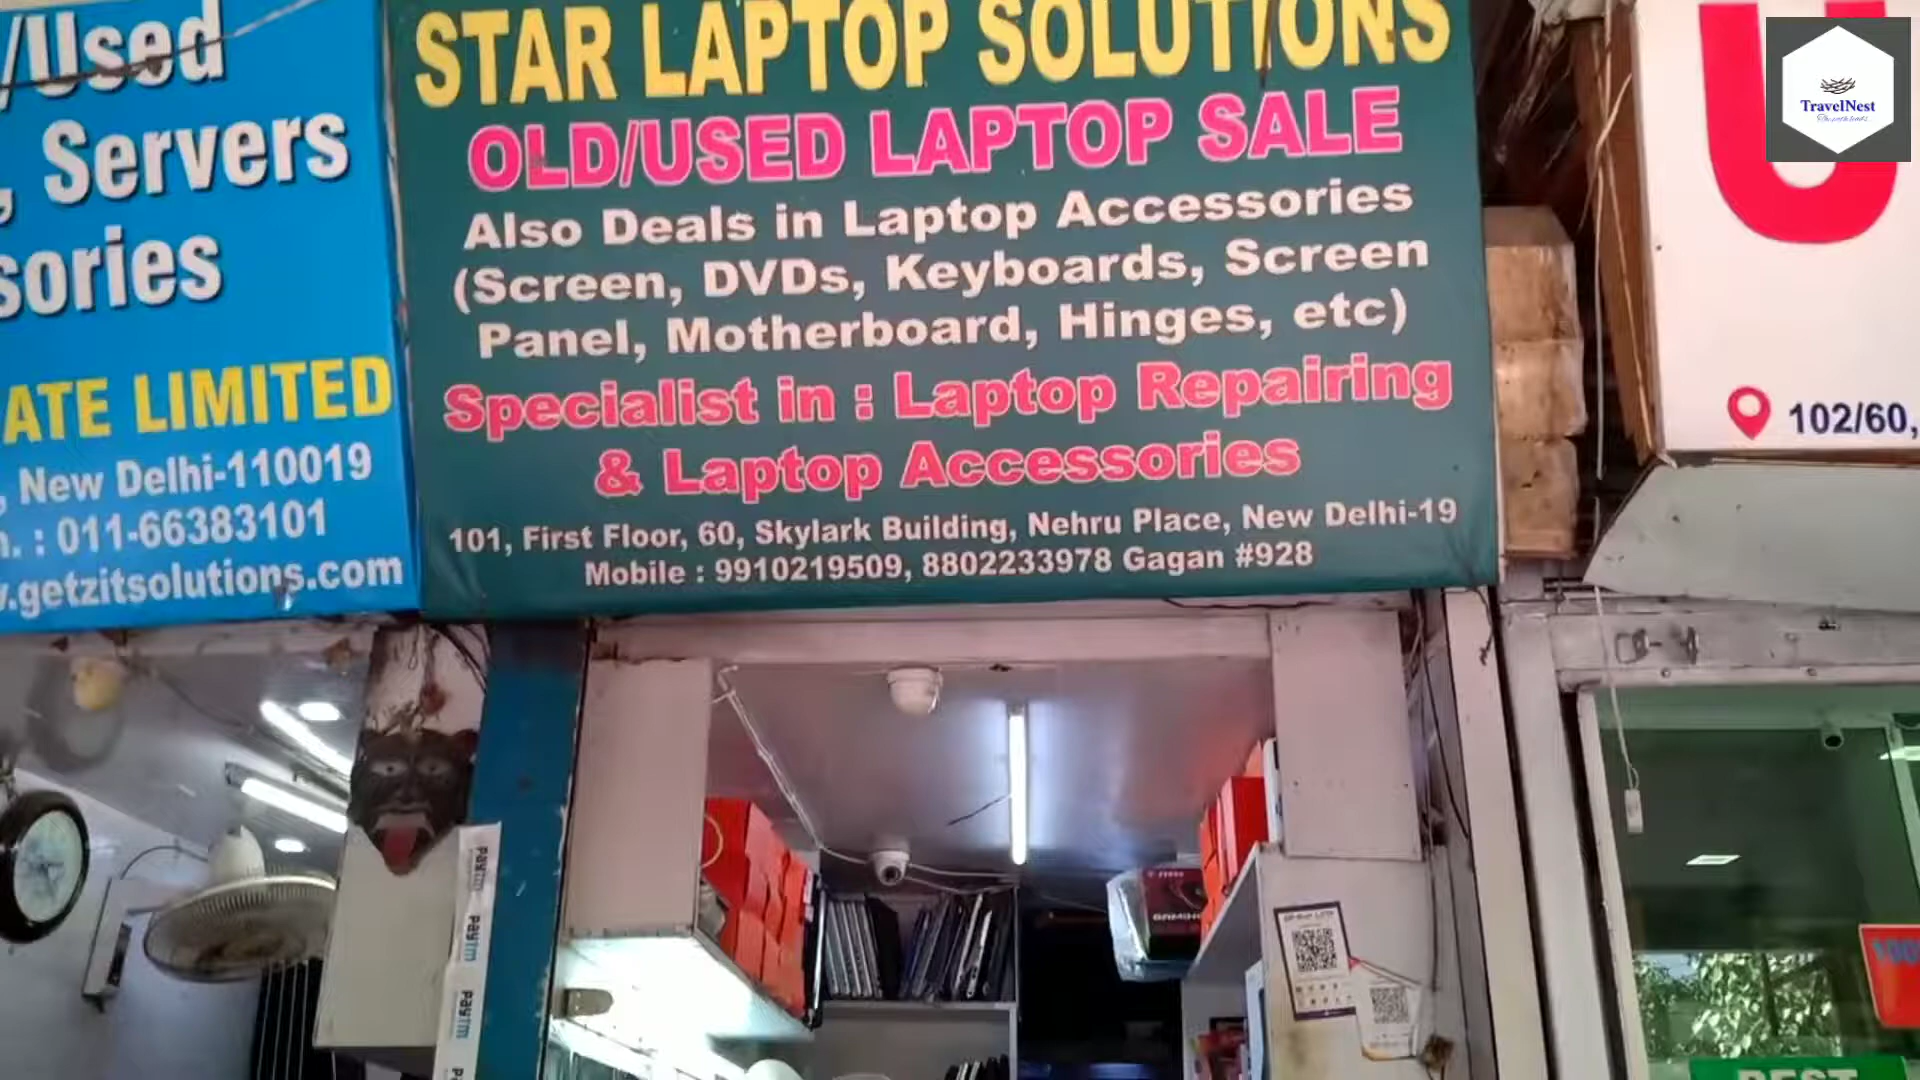 /Used
, Servers
sories
ATE LIMITED
, New Delhi-110019
. : 011-66383101
.getzitsolutions.com
STAR LAPTOP SOLUTIONS
OLD/USED LAPTOP SALE
Also Deals in Laptop Accessories
(Screen, DVDs, Keyboards, Screen
Panel, Motherboard, Hinges, etc)
Specialist in : Laptop Repairing
& Laptop Accessories
101, First Floor, 60, Skylark Building, Nehru Place, New Delhi-19
Mobile : 9910219509, 8802233978 Gagan #928
U
102/60,
TravelNest
paytm
paytm
paytm
BEST